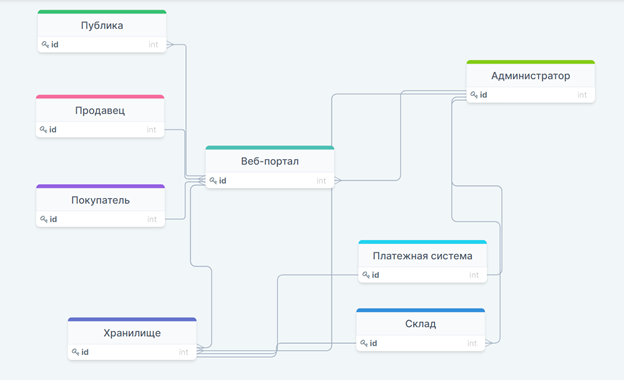 Публика
id int
Администратор
id int
Продавец
id int
Веб-портал
id int
Покупатель
id int
Платежная система
id int
Склад
id int
Хранилище
id int